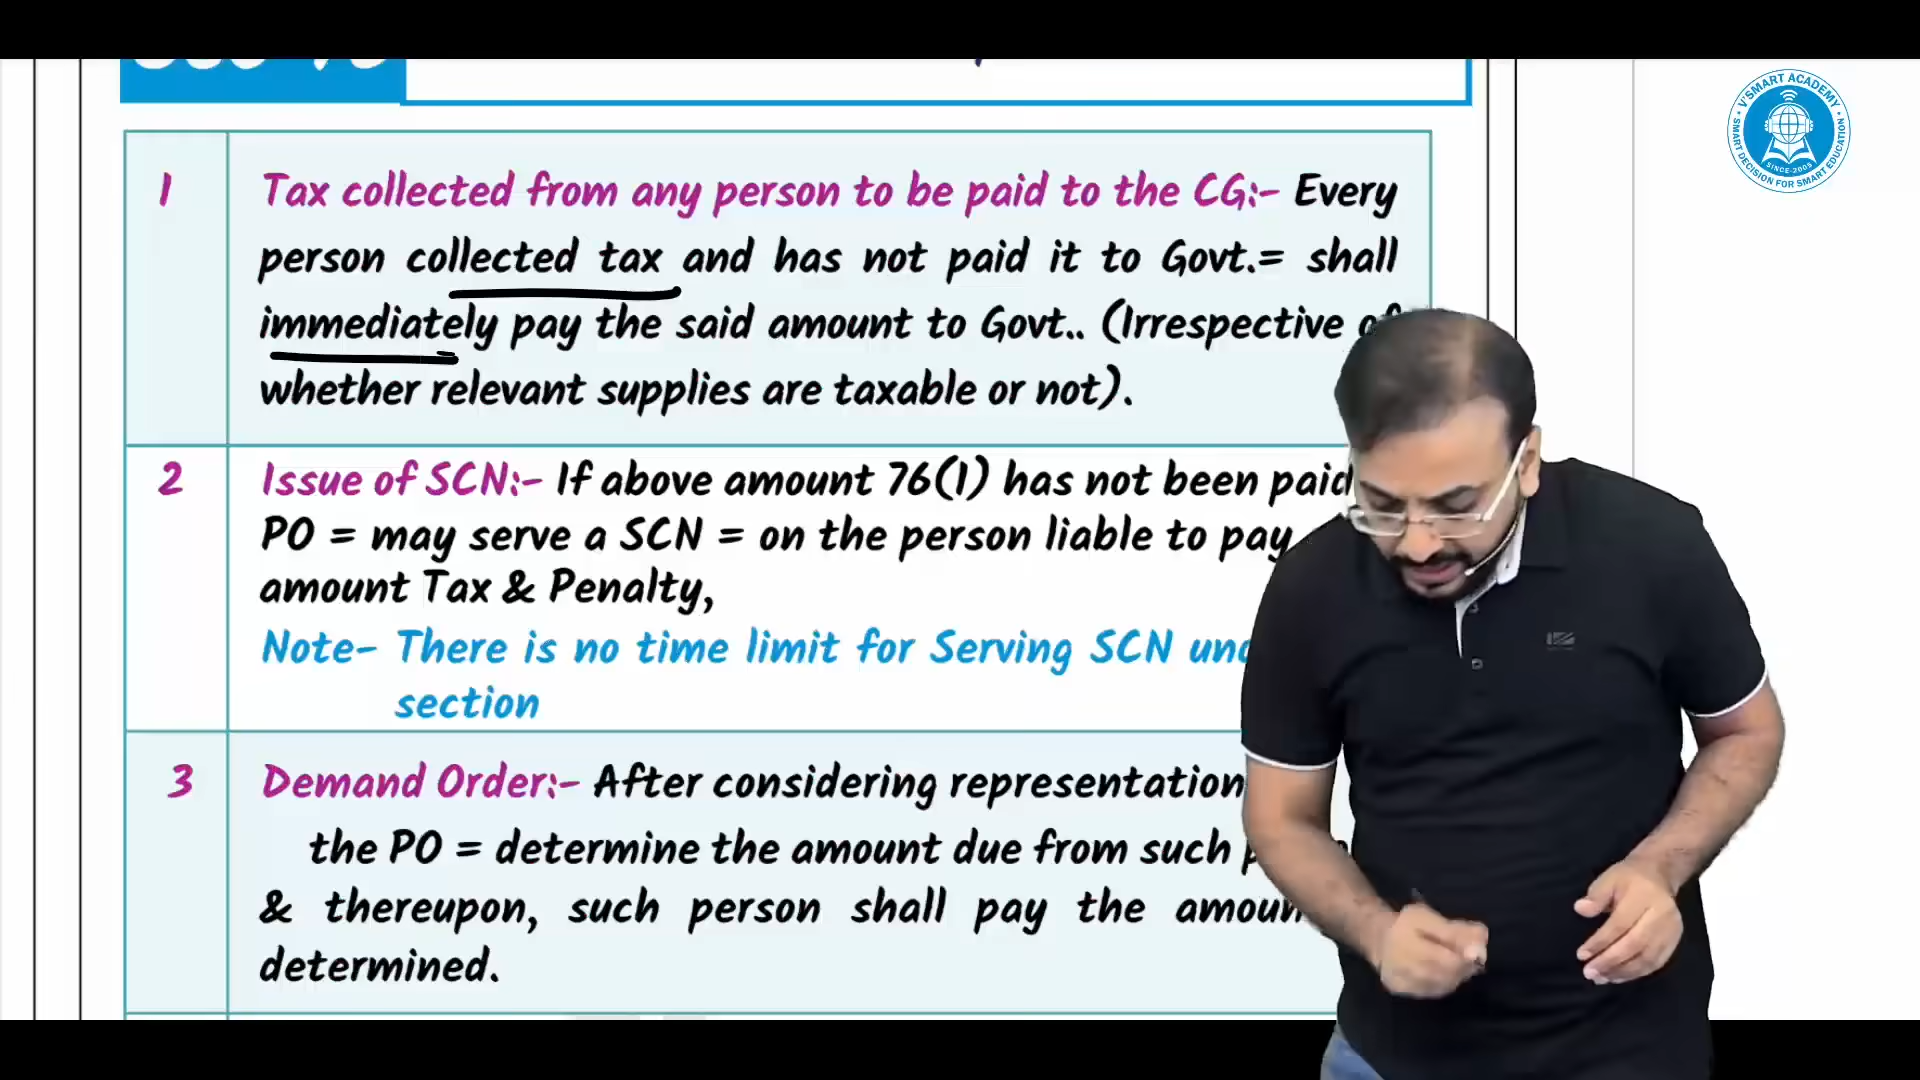 1
Tax collected from any person to be paid to the CG:- Every
person collected tax and has not paid it to Govt.= shall
immediately pay the said amount to Govt.. (Irrespective of
whether relevant supplies are taxable or not).
2
Issue of SCN:- If above amount 76(1) has not been paid
PO = may serve a SCN = on the person liable to pay
amount Tax & Penalty,
Note- There is no time limit for Serving SCN
section
3
Demand Order:- After considering representation
the PO = determine the amount due from such
& thereupon, such person shall pay the
determined.
V'SMART ACADEMY
SMART DECISION FOR SMART EDUCATION
SINCE-2009